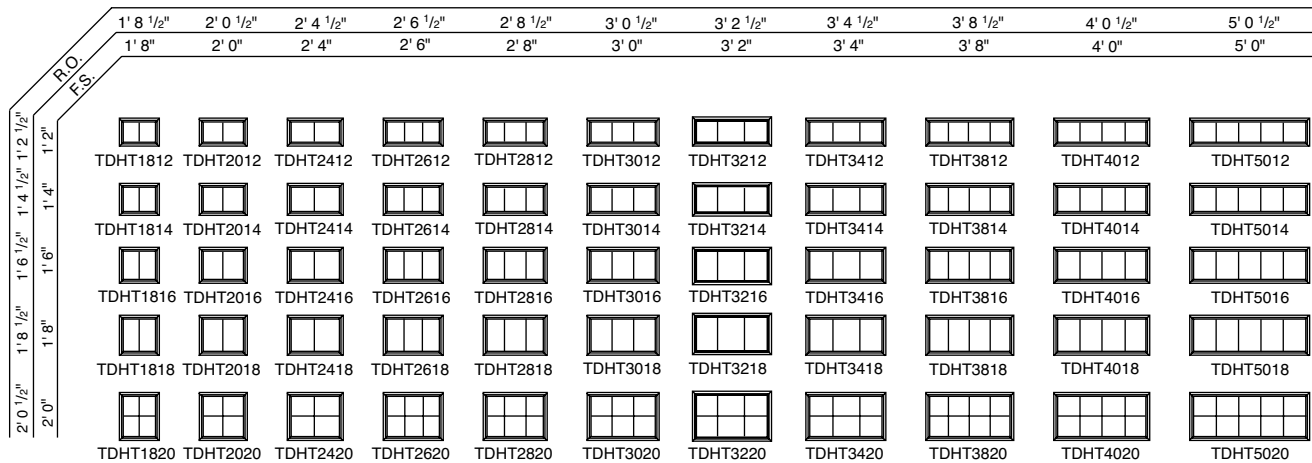 1' 8 1/2" 2' 0 1/2" 2' 4 1/2" 2' 6 1/2" 2' 8 1/2" 3' 0 1/2" 3' 2 1/2" 3' 4 1/2" 3' 8 1/2" 4' 0 1/2" 5' 0 1/2"
1' 8" 2' 0" 2' 4" 2' 6" 2' 8" 3' 0" 3' 2" 3' 4" 3' 8" 4' 0" 5' 0"
R.O.
F.S.
1' 2 1/2" 1' 2"
TDHT1812 TDHT2012 TDHT2412 TDHT2612 TDHT2812 TDHT3012 TDHT3212 TDHT3412 TDHT3812 TDHT4012 TDHT5012
1' 4 1/2" 1' 4"
TDHT1814 TDHT2014 TDHT2414 TDHT2614 TDHT2814 TDHT3014 TDHT3214 TDHT3414 TDHT3814 TDHT4014 TDHT5014
1' 6 1/2" 1' 6"
TDHT1816 TDHT2016 TDHT2416 TDHT2616 TDHT2816 TDHT3016 TDHT3216 TDHT3416 TDHT3816 TDHT4016 TDHT5016
1' 8 1/2" 1' 8"
TDHT1818 TDHT2018 TDHT2418 TDHT2618 TDHT2818 TDHT3018 TDHT3218 TDHT3418 TDHT3818 TDHT4018 TDHT5018
2' 0 1/2" 2' 0"
TDHT1820 TDHT2020 TDHT2420 TDHT2620 TDHT2820 TDHT3020 TDHT3220 TDHT3420 TDHT3820 TDHT4020 TDHT5020